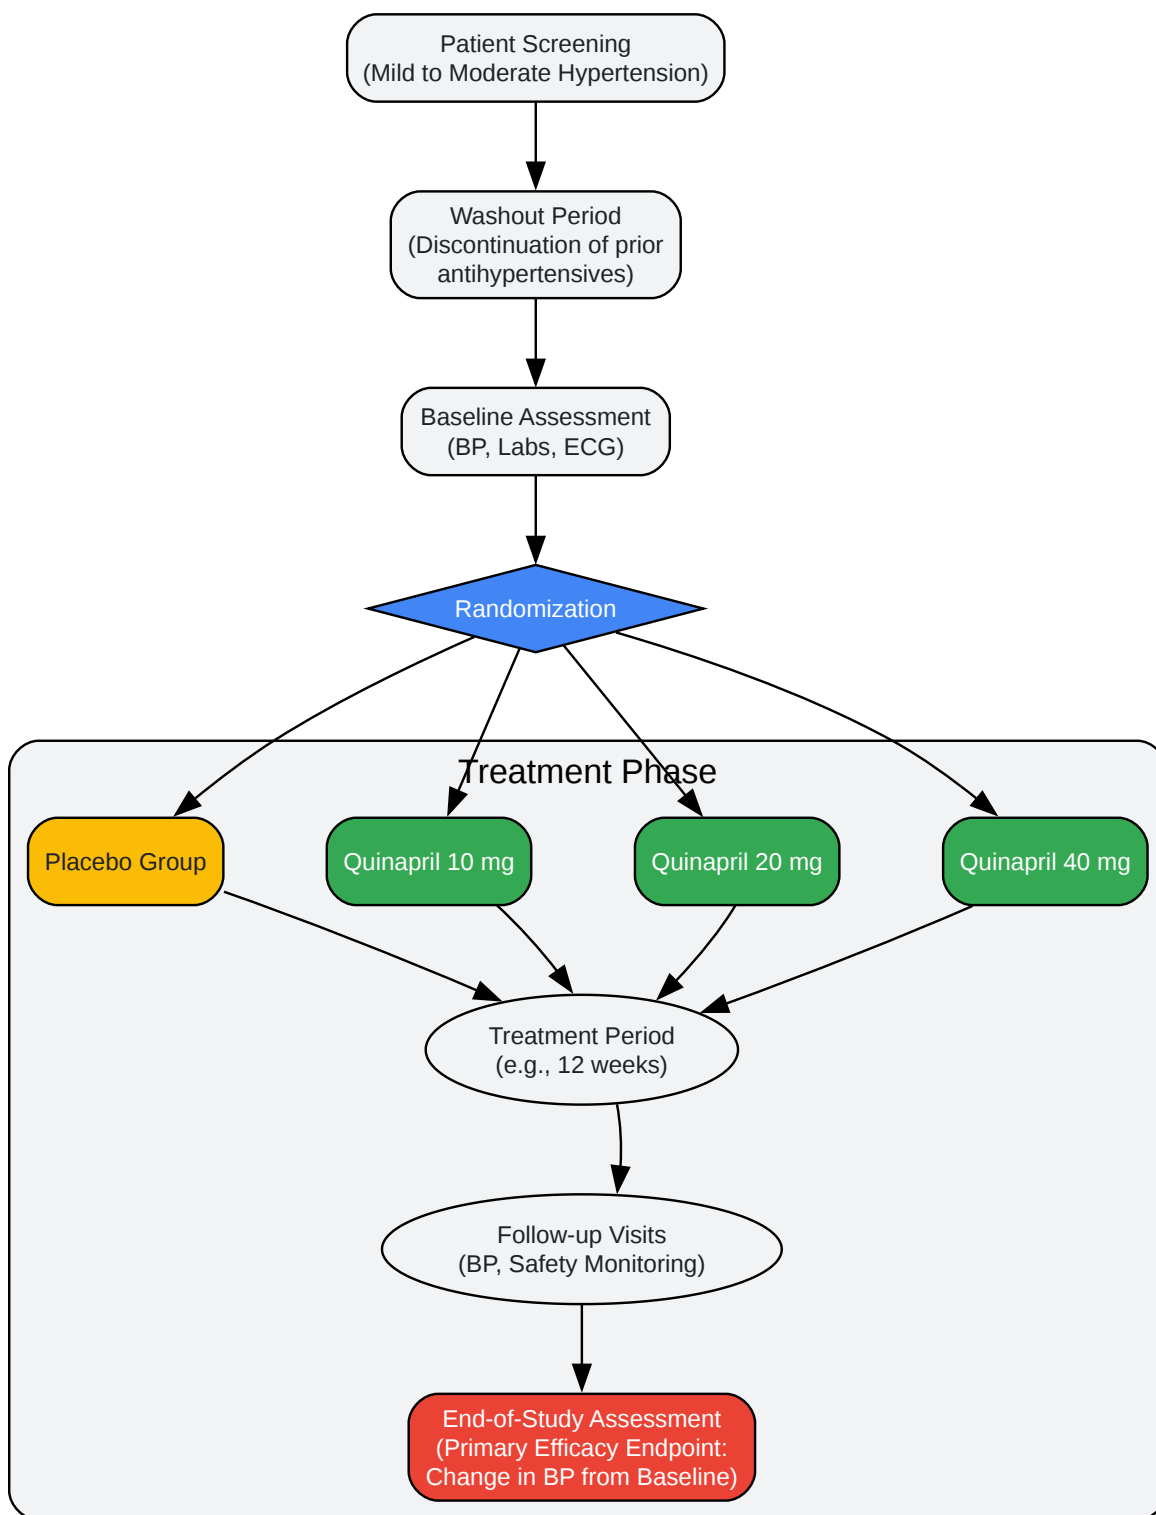 Patient Screening
(Mild to Moderate Hypertension)
Washout Period
(Discontinuation of prior
antihypertensives)
Baseline Assessment
(BP, Labs, ECG)
Randomization
Treatment Phase
Placebo Group
Quinapril 10 mg
Quinapril 20 mg
Quinapril 40 mg
Treatment Period
(e.g., 12 weeks)
Follow-up Visits
(BP, Safety Monitoring)
End-of-Study Assessment
(Primary Efficacy Endpoint:
Change in BP from Baseline)